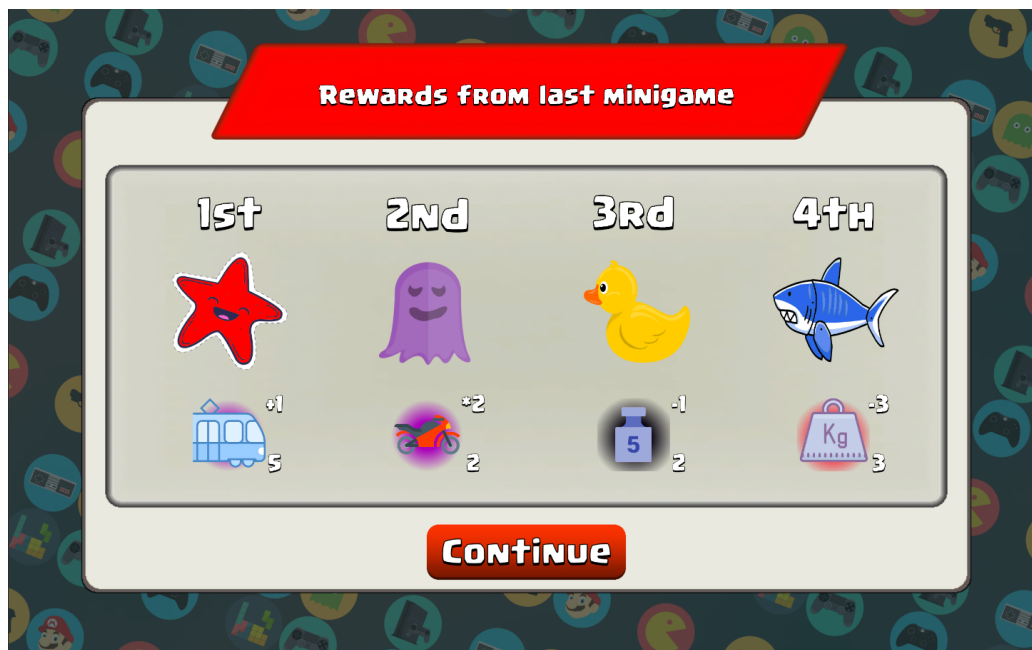 Rewards from last minigame
1st 2nd 3rd 4th
+1 *2 -1 -3
5 Kg
5 2 2 3
Continue